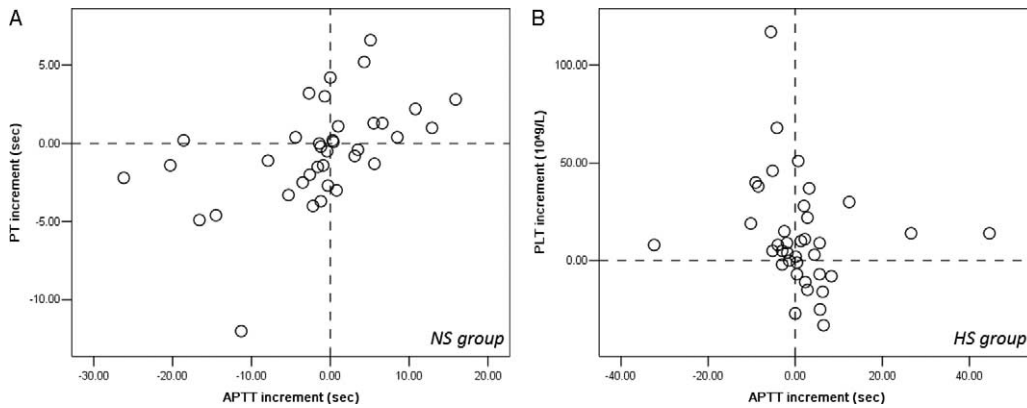 A
PT increment (sec)
5.00
0.00
-5.00
-10.00
-30.00 -20.00 -10.00 0.00 10.00 20.00
APTT increment (sec)
NS group
B
PLT increment (10^9/L)
100.00
50.00
0.00
-40.00 -20.00 0.00 20.00 40.00
APTT increment (sec)
HS group